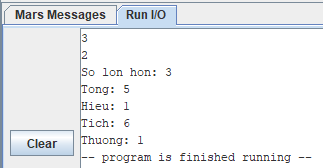 Mars Messages Run I/O
3
2
So lon hon: 3
Tong: 5
Hieu: 1
Tich: 6
Thuong: 1
-- program is finished running --
Clear